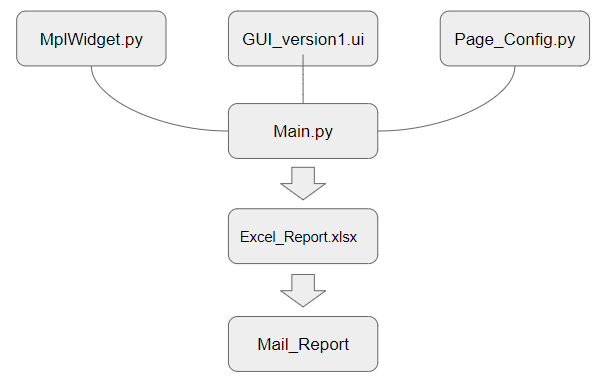 MplWidget.py
GUI_version1.ui
Page_Config.py
Main.py
Excel_Report.xlsx
Mail_Report